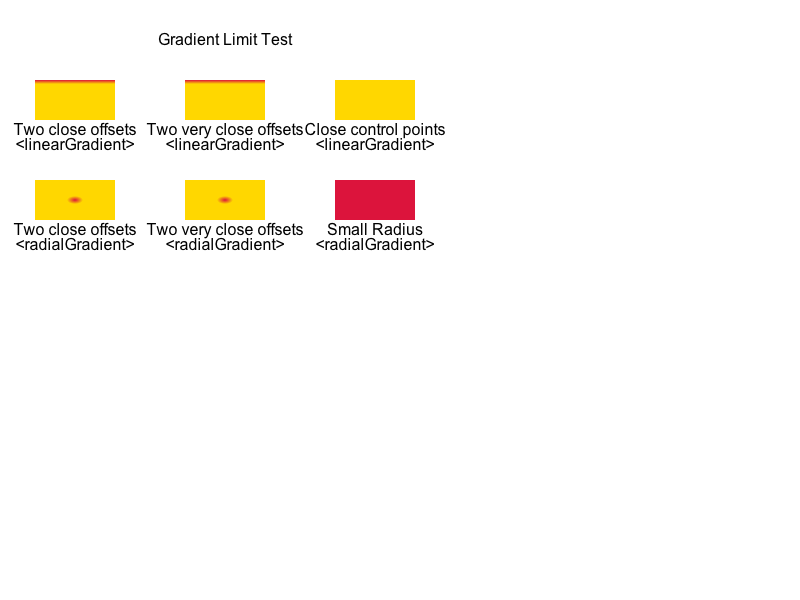 Gradient Limit Test
Two close offsets
<linearGradient>
Two very close offsets
<linearGradient>
Close control points
<linearGradient>
Two close offsets
<radialGradient>
Two very close offsets
<radialGradient>
Small Radius
<radialGradient>